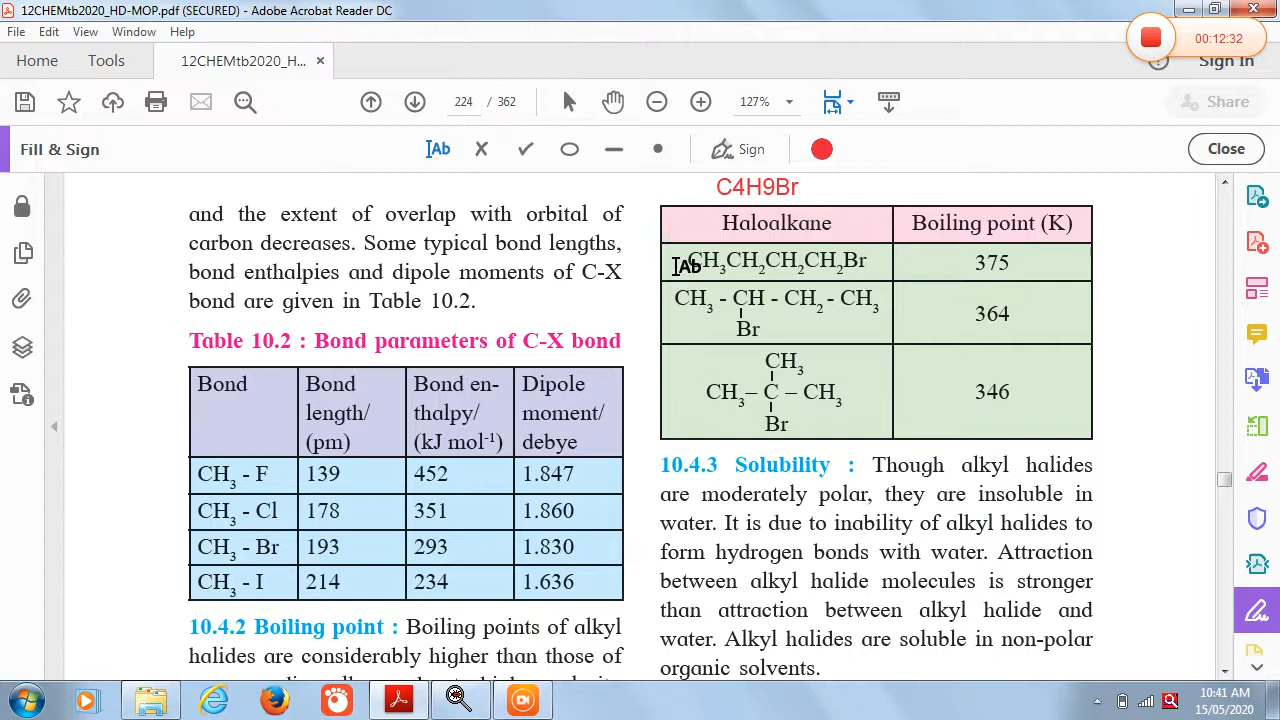 12CHEMtb2020_HD-MOP.pdf (SECURED) - Adobe Acrobat Reader DC
00:12:32
File Edit View Window Help
Home Tools 12CHEMtb2020_H... × Sign In
224 / 362 127% Share
Fill & Sign Ab Sign Close
and the extent of overlap with orbital of
carbon decreases. Some typical bond lengths,
bond enthalpies and dipole moments of C-X
bond are given in Table 10.2.
Table 10.2 : Bond parameters of C-X bond
Bond Bond length/ (pm) Bond en-thalpy/ (kJ mol⁻¹) Dipole moment/ debye
CH₃ - F 139 452 1.847
CH₃ - Cl 178 351 1.860
CH₃ - Br 193 293 1.830
CH₃ - I 214 234 1.636
10.4.2 Boiling point : Boiling points of alkyl
halides are considerably higher than those of
C4H9Br
Haloalkane Boiling point (K)
Ab
CH₃CH₂CH₂CH₂Br 375
CH₃ - CH - CH₂ - CH₃ 364
Br
CH₃
CH₃– C – CH₃ 346
Br
10.4.3 Solubility : Though alkyl halides
are moderately polar, they are insoluble in
water. It is due to inability of alkyl halides to
form hydrogen bonds with water. Attraction
between alkyl halide molecules is stronger
than attraction between alkyl halide and
water. Alkyl halides are soluble in non-polar
organic solvents.
10:41 AM
15/05/2020